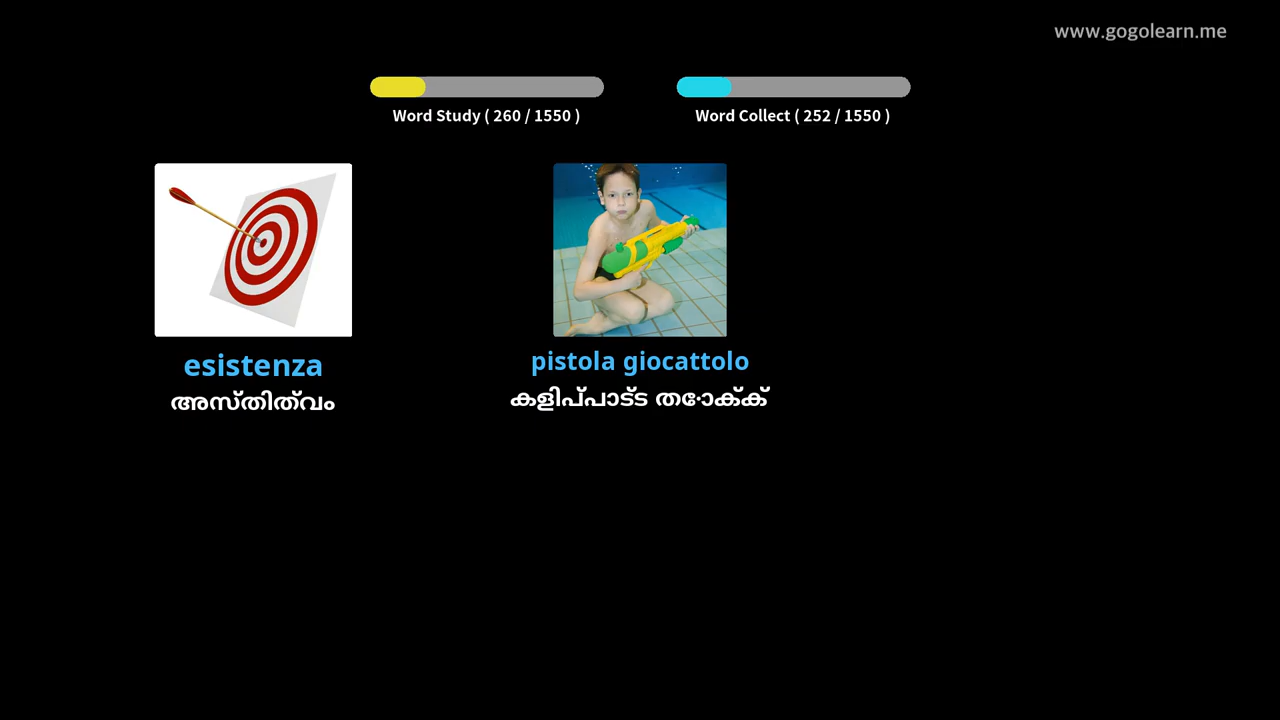 www.gogolearn.me
Word Study ( 260 / 1550 )
Word Collect ( 252 / 1550 )
esistenza
അസ്തിത്വം
pistola giocattolo
കളിപ്പാട്ട തോക്ക്